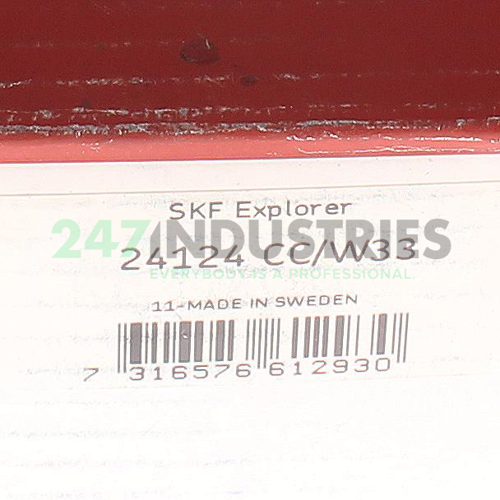 SKF Explorer
247INDUSTRIES
24124 CC/W33
EVERYBODY IS A PROFESSIONAL
11-MADE IN SWEDEN
7 316576 612930